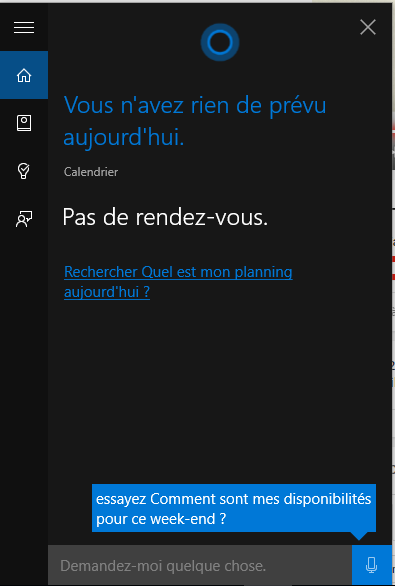 Vous n'avez rien de prévu
aujourd'hui.
Calendrier
Pas de rendez-vous.
Rechercher Quel est mon planning
aujourd'hui ?
essayez Comment sont mes disponibilités
pour ce week-end ?
Demandez-moi quelque chose.